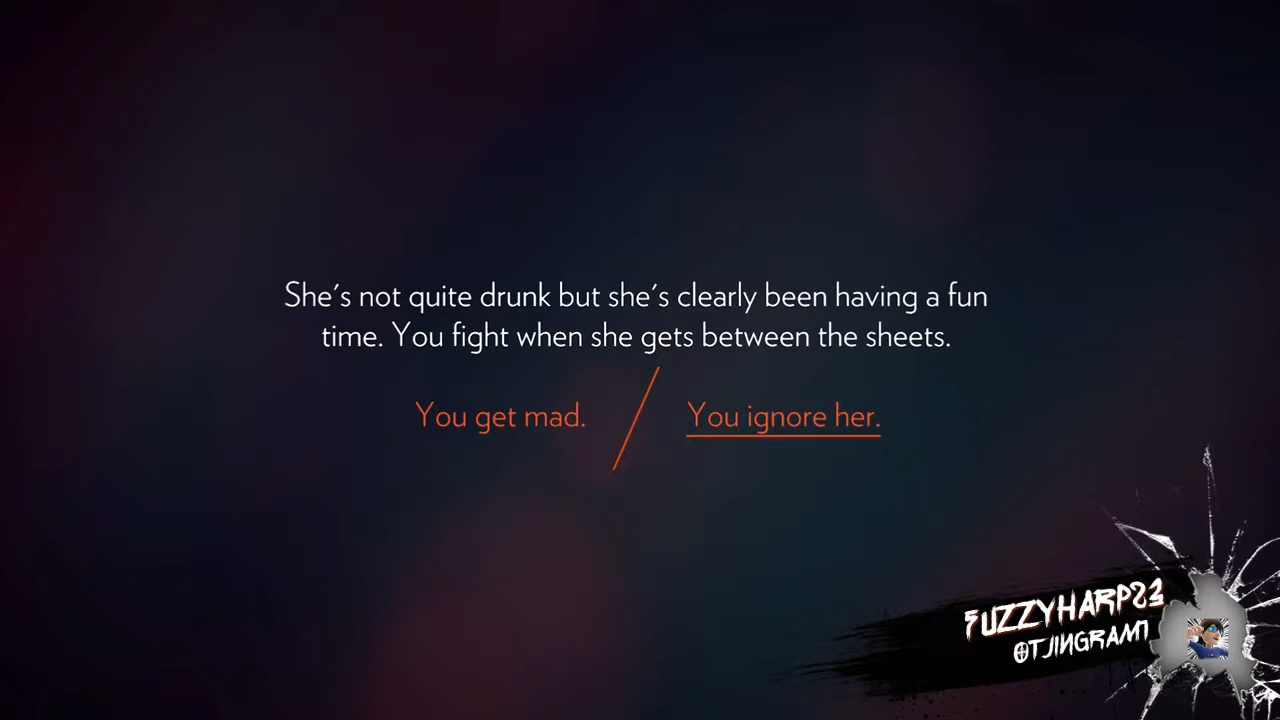 She's not quite drunk but she's clearly been having a fun
time. You fight when she gets between the sheets.
You get mad. / You ignore her.
FUZZYHARP23
@TJINGRAM1